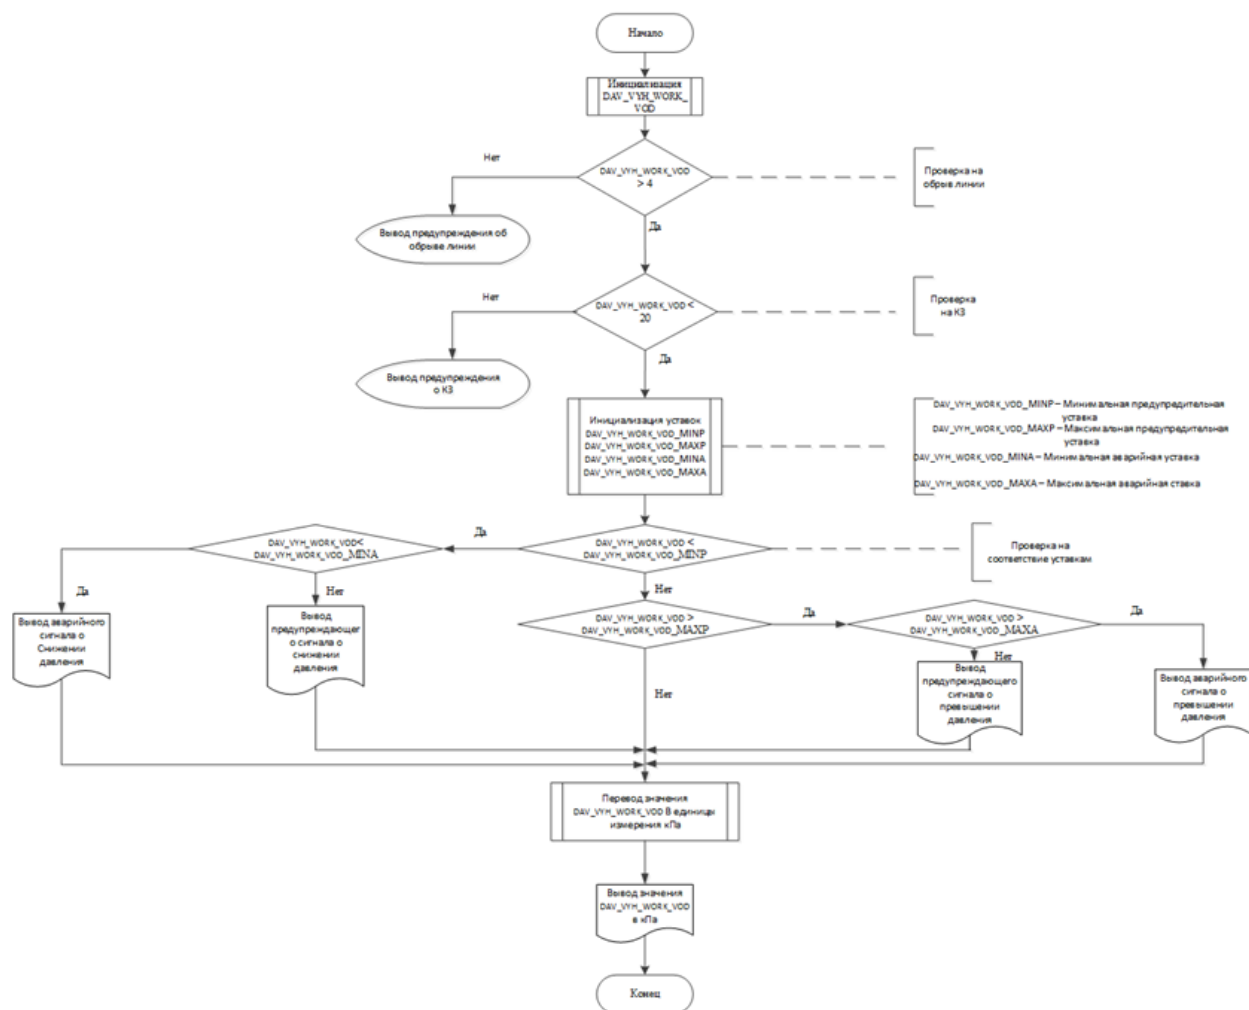 Начало
Инициализация
DAV_VYH_WORK_
VOD
Нет
DAV_VYH_WORK_VOD
> 4
Проверка на
обрыв линии
Вывод предупреждения об
обрыве линии
Да
Нет
DAV_VYH_WORK_VOD <
20
Проверка
на КЗ
Да
Вывод предупреждения
о КЗ
Инициализация уставок
DAV_VYH_WORK_VOD_MINP
DAV_VYH_WORK_VOD_MAXP
DAV_VYH_WORK_VOD_MINA
DAV_VYH_WORK_VOD_MAXA
DAV_VYH_WORK_VOD_MINP – Минимальная предупредительная
уставка
DAV_VYH_WORK_VOD_MAXP – Максимальная предупредительная
уставка
DAV_VYH_WORK_VOD_MINA – Минимальная аварийная уставка
DAV_VYH_WORK_VOD_MAXA – Максимальная аварийная ставка
DAV_VYH_WORK_VOD<
DAV_VYH_WORK_VOD_MINA
Да
DAV_VYH_WORK_VOD <
DAV_VYH_WORK_VOD_MINP
Проверка на
соответствие уставкам
Да
Нет
Нет
DAV_VYH_WORK_VOD >
DAV_VYH_WORK_VOD_MAXP
Да
DAV_VYH_WORK_VOD >
DAV_VYH_WORK_VOD_MAXA
Да
Вывод аварийного
сигнала о
Снижении
давления
Вывод
предупреждающег
о сигнала о
снижении
давления
Нет
Нет
Вывод
предупреждающего
сигнала о
превышении
давления
Вывод аварийного
сигнала о
превышении
давления
Перевод значения
DAV_VYH_WORK_VOD В единицы
измерения кПа
Вывод значения
DAV_VYH_WORK_VOD
в кПа
Конец